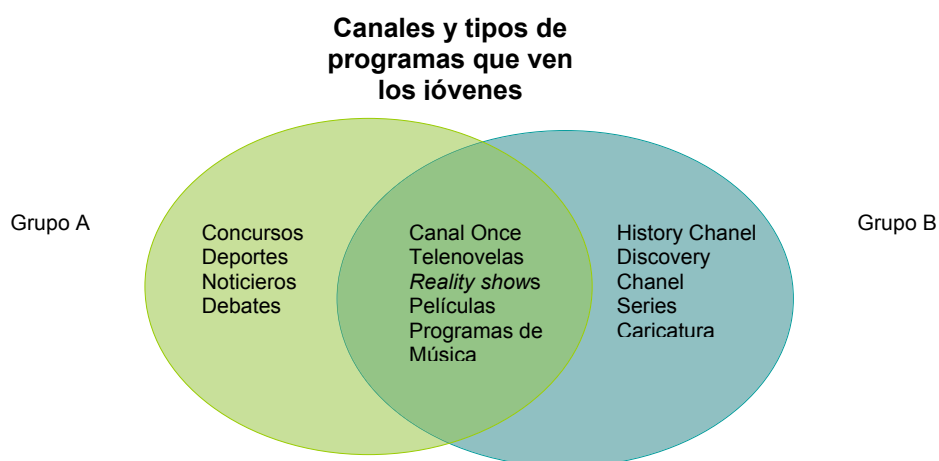 Canales y tipos de
programas que ven
los jóvenes
Grupo A
Concursos
Deportes
Noticieros
Debates
Canal Once
Telenovelas
Reality shows
Películas
Programas de
Música
History Chanel
Discovery
Chanel
Series
Caricatura
Grupo B